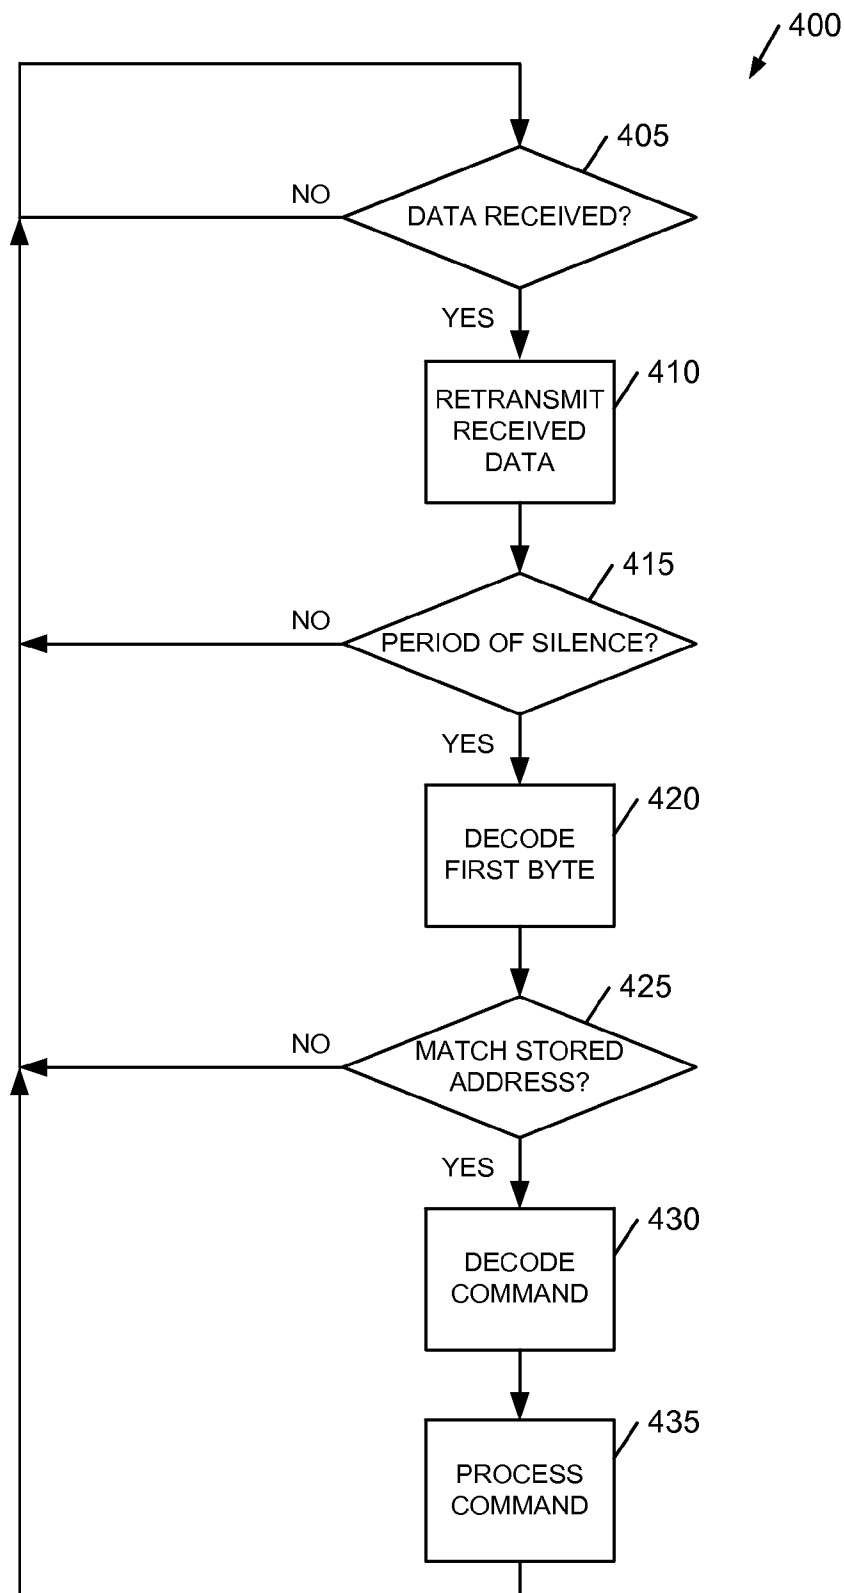 400
405
NO
DATA RECEIVED?
YES
410
RETRANSMIT
RECEIVED
DATA
415
NO
PERIOD OF SILENCE?
YES
420
DECODE
FIRST BYTE
425
NO
MATCH STORED
ADDRESS?
YES
430
DECODE
COMMAND
435
PROCESS
COMMAND